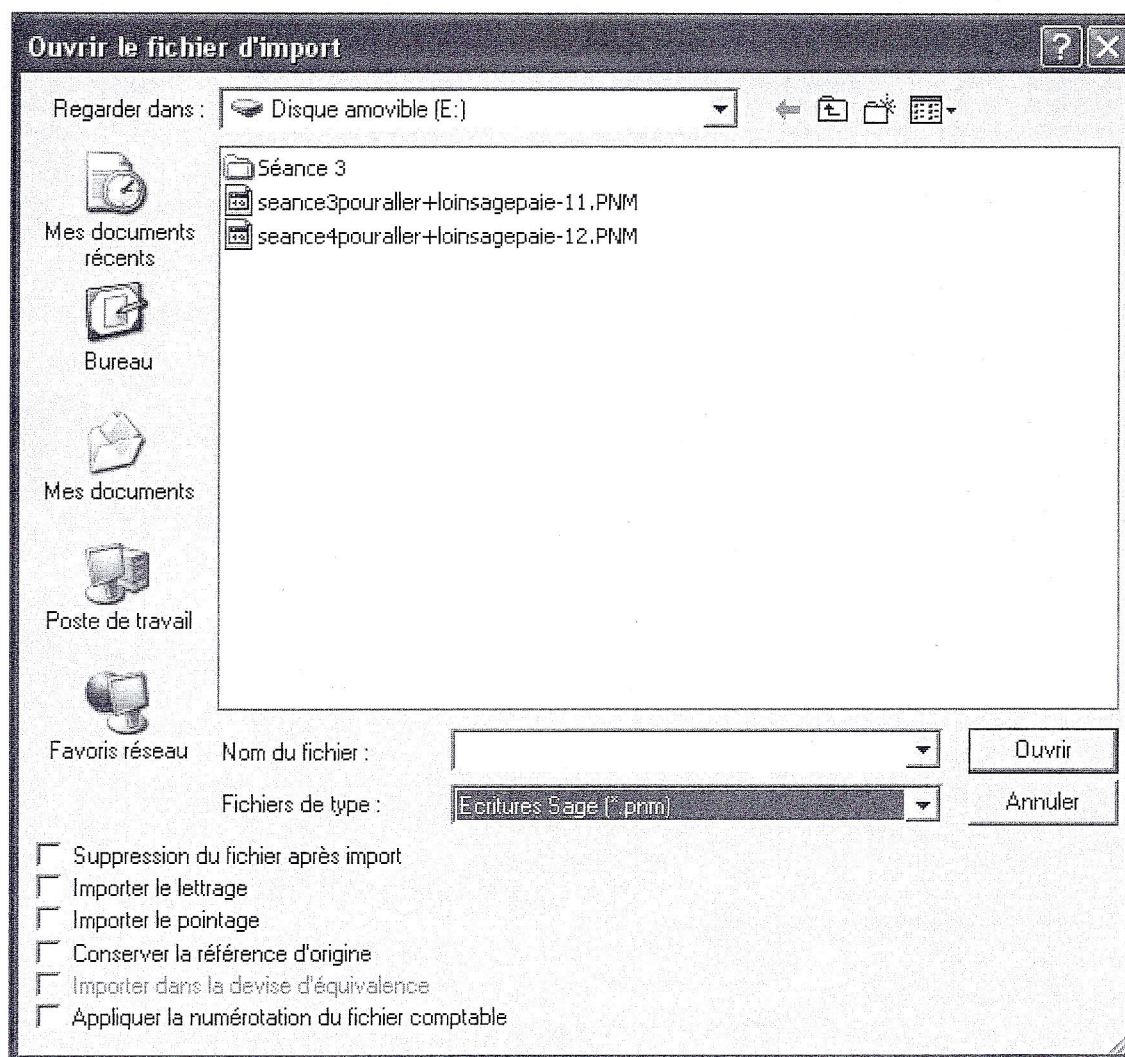 Ouvrir le fichier d'import
Regarder dans :
Disque amovible (E:)
Séance 3
seance3pouraller+loinsagepaie-11.PNM
seance4pouraller+loinsagepaie-12.PNM
Mes documents
récents
Bureau
Mes documents
Poste de travail
Favoris réseau
Nom du fichier :
Ouvrir
Fichiers de type :
Ecritures Sage (*.pnm)
Annuler
Suppression du fichier après import
Importer le lettrage
Importer le pointage
Conserver la référence d'origine
Importer dans la devise d'équivalence
Appliquer la numérotation du fichier comptable